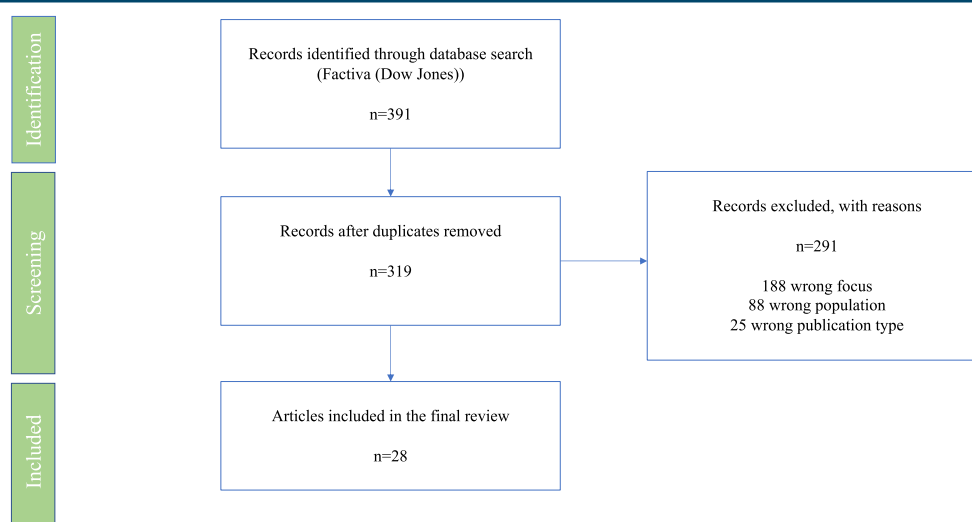 Identification
Records identified through database search
(Factiva (Dow Jones))
n=391
Screening
Records after duplicates removed
n=319
Records excluded, with reasons
n=291
188 wrong focus
88 wrong population
25 wrong publication type
Included
Articles included in the final review
n=28